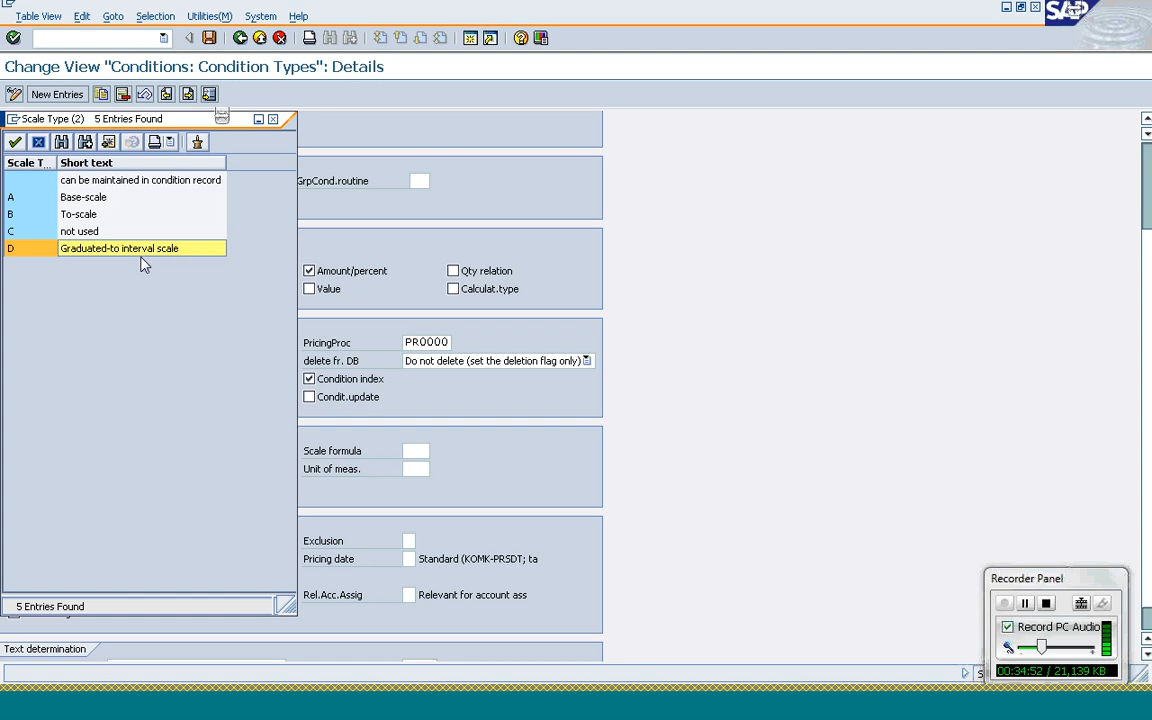 Table View Edit Goto Selection Utilities(M) System Help
SAP
Change View "Conditions: Condition Types": Details
New Entries
Scale Type (2) 5 Entries Found
Scale T... Short text
can be maintained in condition record
A Base-scale
B To-scale
C not used
D Graduated-to interval scale
5 Entries Found
GrpCond.routine
Amount/percent Qty relation
Value Calculat.type
PricingProc PR0000
delete fr. DB Do not delete (set the deletion flag only)
Condition index
Condit.update
Scale formula
Unit of meas.
Exclusion
Pricing date Standard (KOMK-PRSDT; ta
Rel.Acc.Assig Relevant for account ass
Text determination
Recorder Panel
Record PC Audio
00:34:52 / 21,139 KB